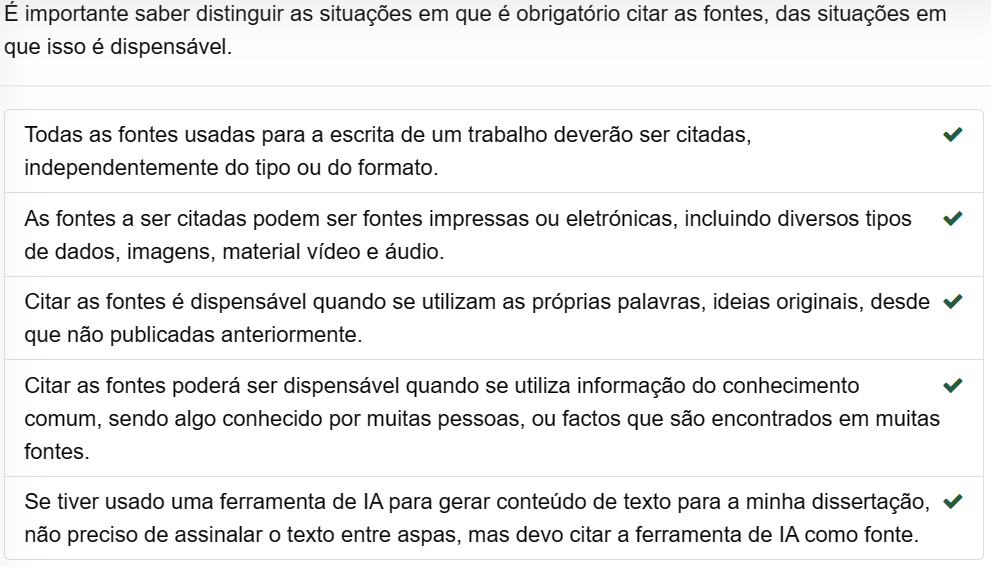 É importante saber distinguir as situações em que é obrigatório citar as fontes, das situações em
que isso é dispensável.
Todas as fontes usadas para a escrita de um trabalho deverão ser citadas,
independentemente do tipo ou do formato.
As fontes a ser citadas podem ser fontes impressas ou eletrónicas, incluindo diversos tipos
de dados, imagens, material vídeo e áudio.
Citar as fontes é dispensável quando se utilizam as próprias palavras, ideias originais, desde
que não publicadas anteriormente.
Citar as fontes poderá ser dispensável quando se utiliza informação do conhecimento
comum, sendo algo conhecido por muitas pessoas, ou factos que são encontrados em muitas
fontes.
Se tiver usado uma ferramenta de IA para gerar conteúdo de texto para a minha dissertação,
não preciso de assinalar o texto entre aspas, mas devo citar a ferramenta de IA como fonte.